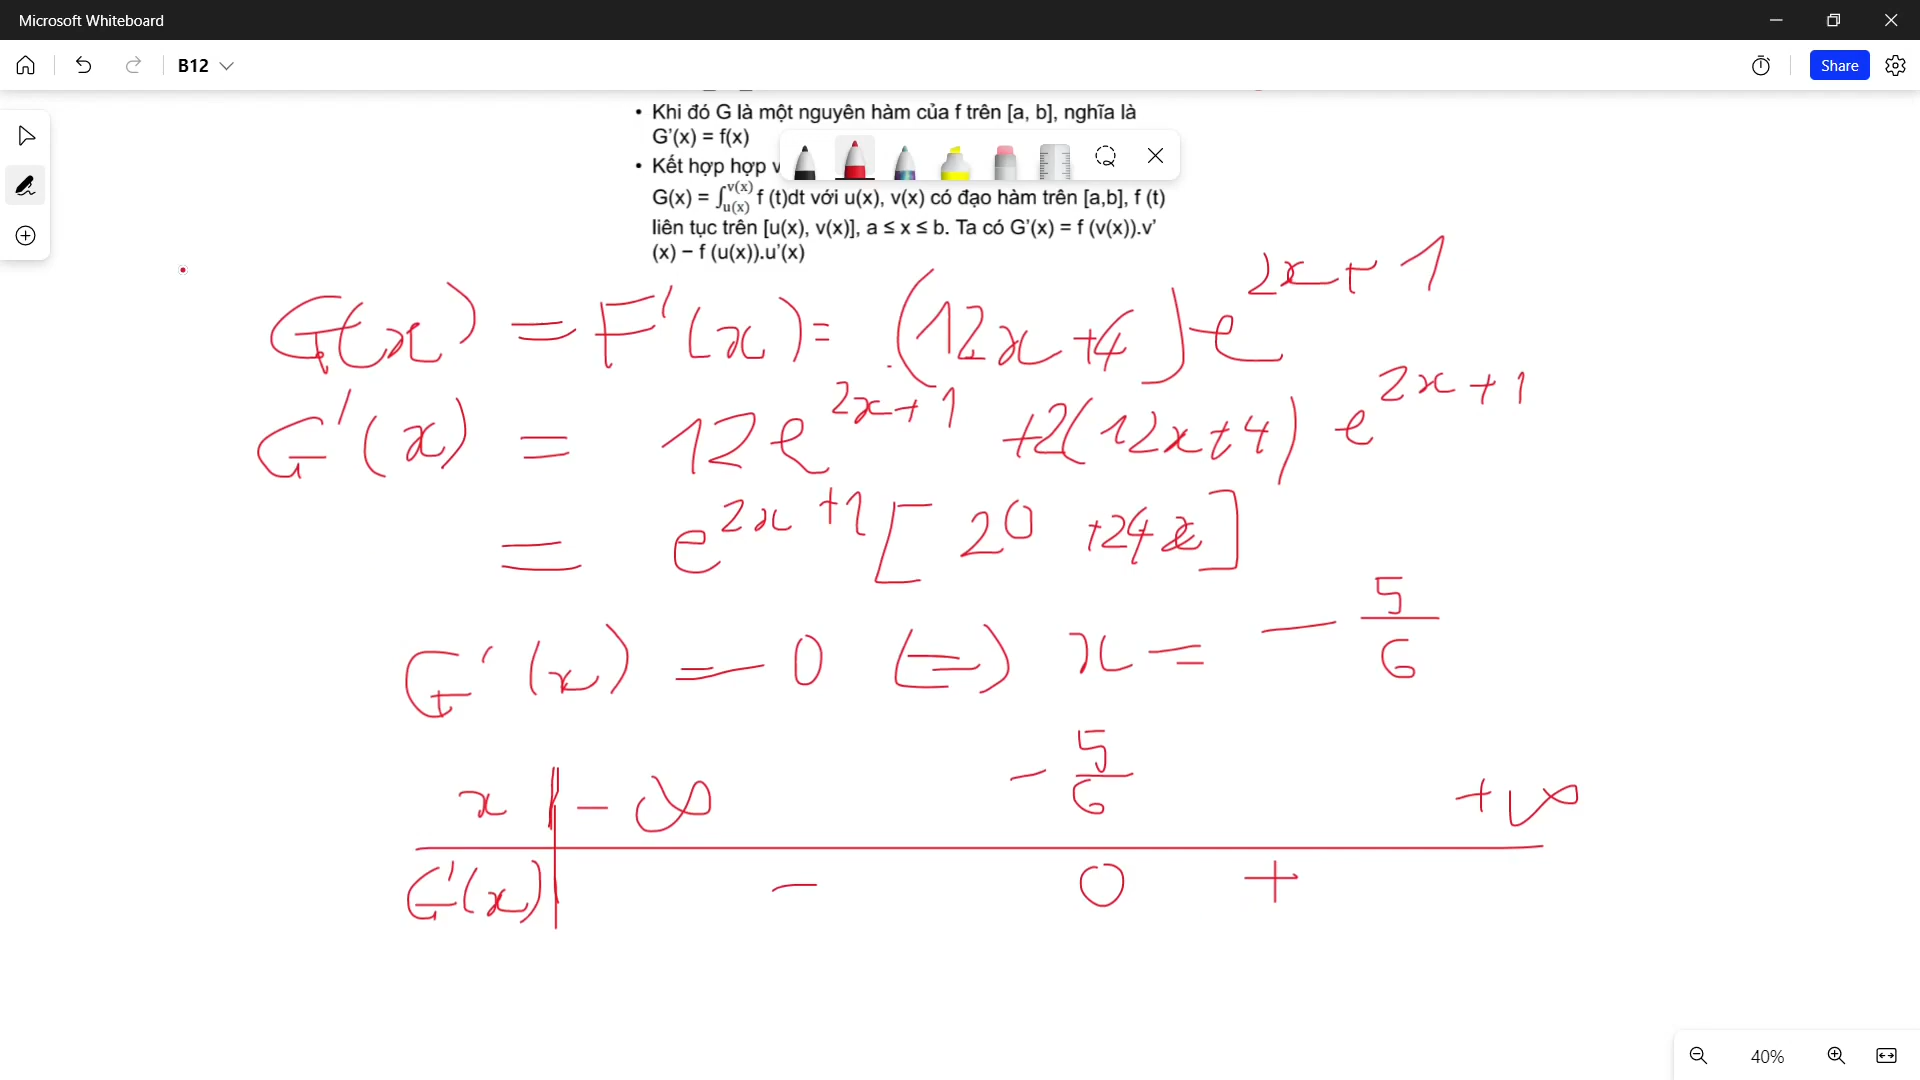 Microsoft Whiteboard
B12
Share
• Khi đó G là một nguyên hàm của f trên [a, b], nghĩa là
G'(x) = f(x)
• Kết hợp hợp v
G(x) = ∫_{u(x)}^{v(x)} f (t)dt với u(x), v(x) có đạo hàm trên [a,b], f (t)
liên tục trên [u(x), v(x)], a ≤ x ≤ b. Ta có G'(x) = f (v(x)).v'
(x) − f (u(x)).u'(x)
G(x) = F'(x) = (12x+4) e^{2x+1}
G'(x) = 12 e^{2x+1} +2(12x+4) e^{2x+1}
= e^{2x+1} [20 +24x]
G'(x) = 0 (=) x = − 5/6
x − ∞ − 5/6 +∞
G'(x) − 0 +
40%